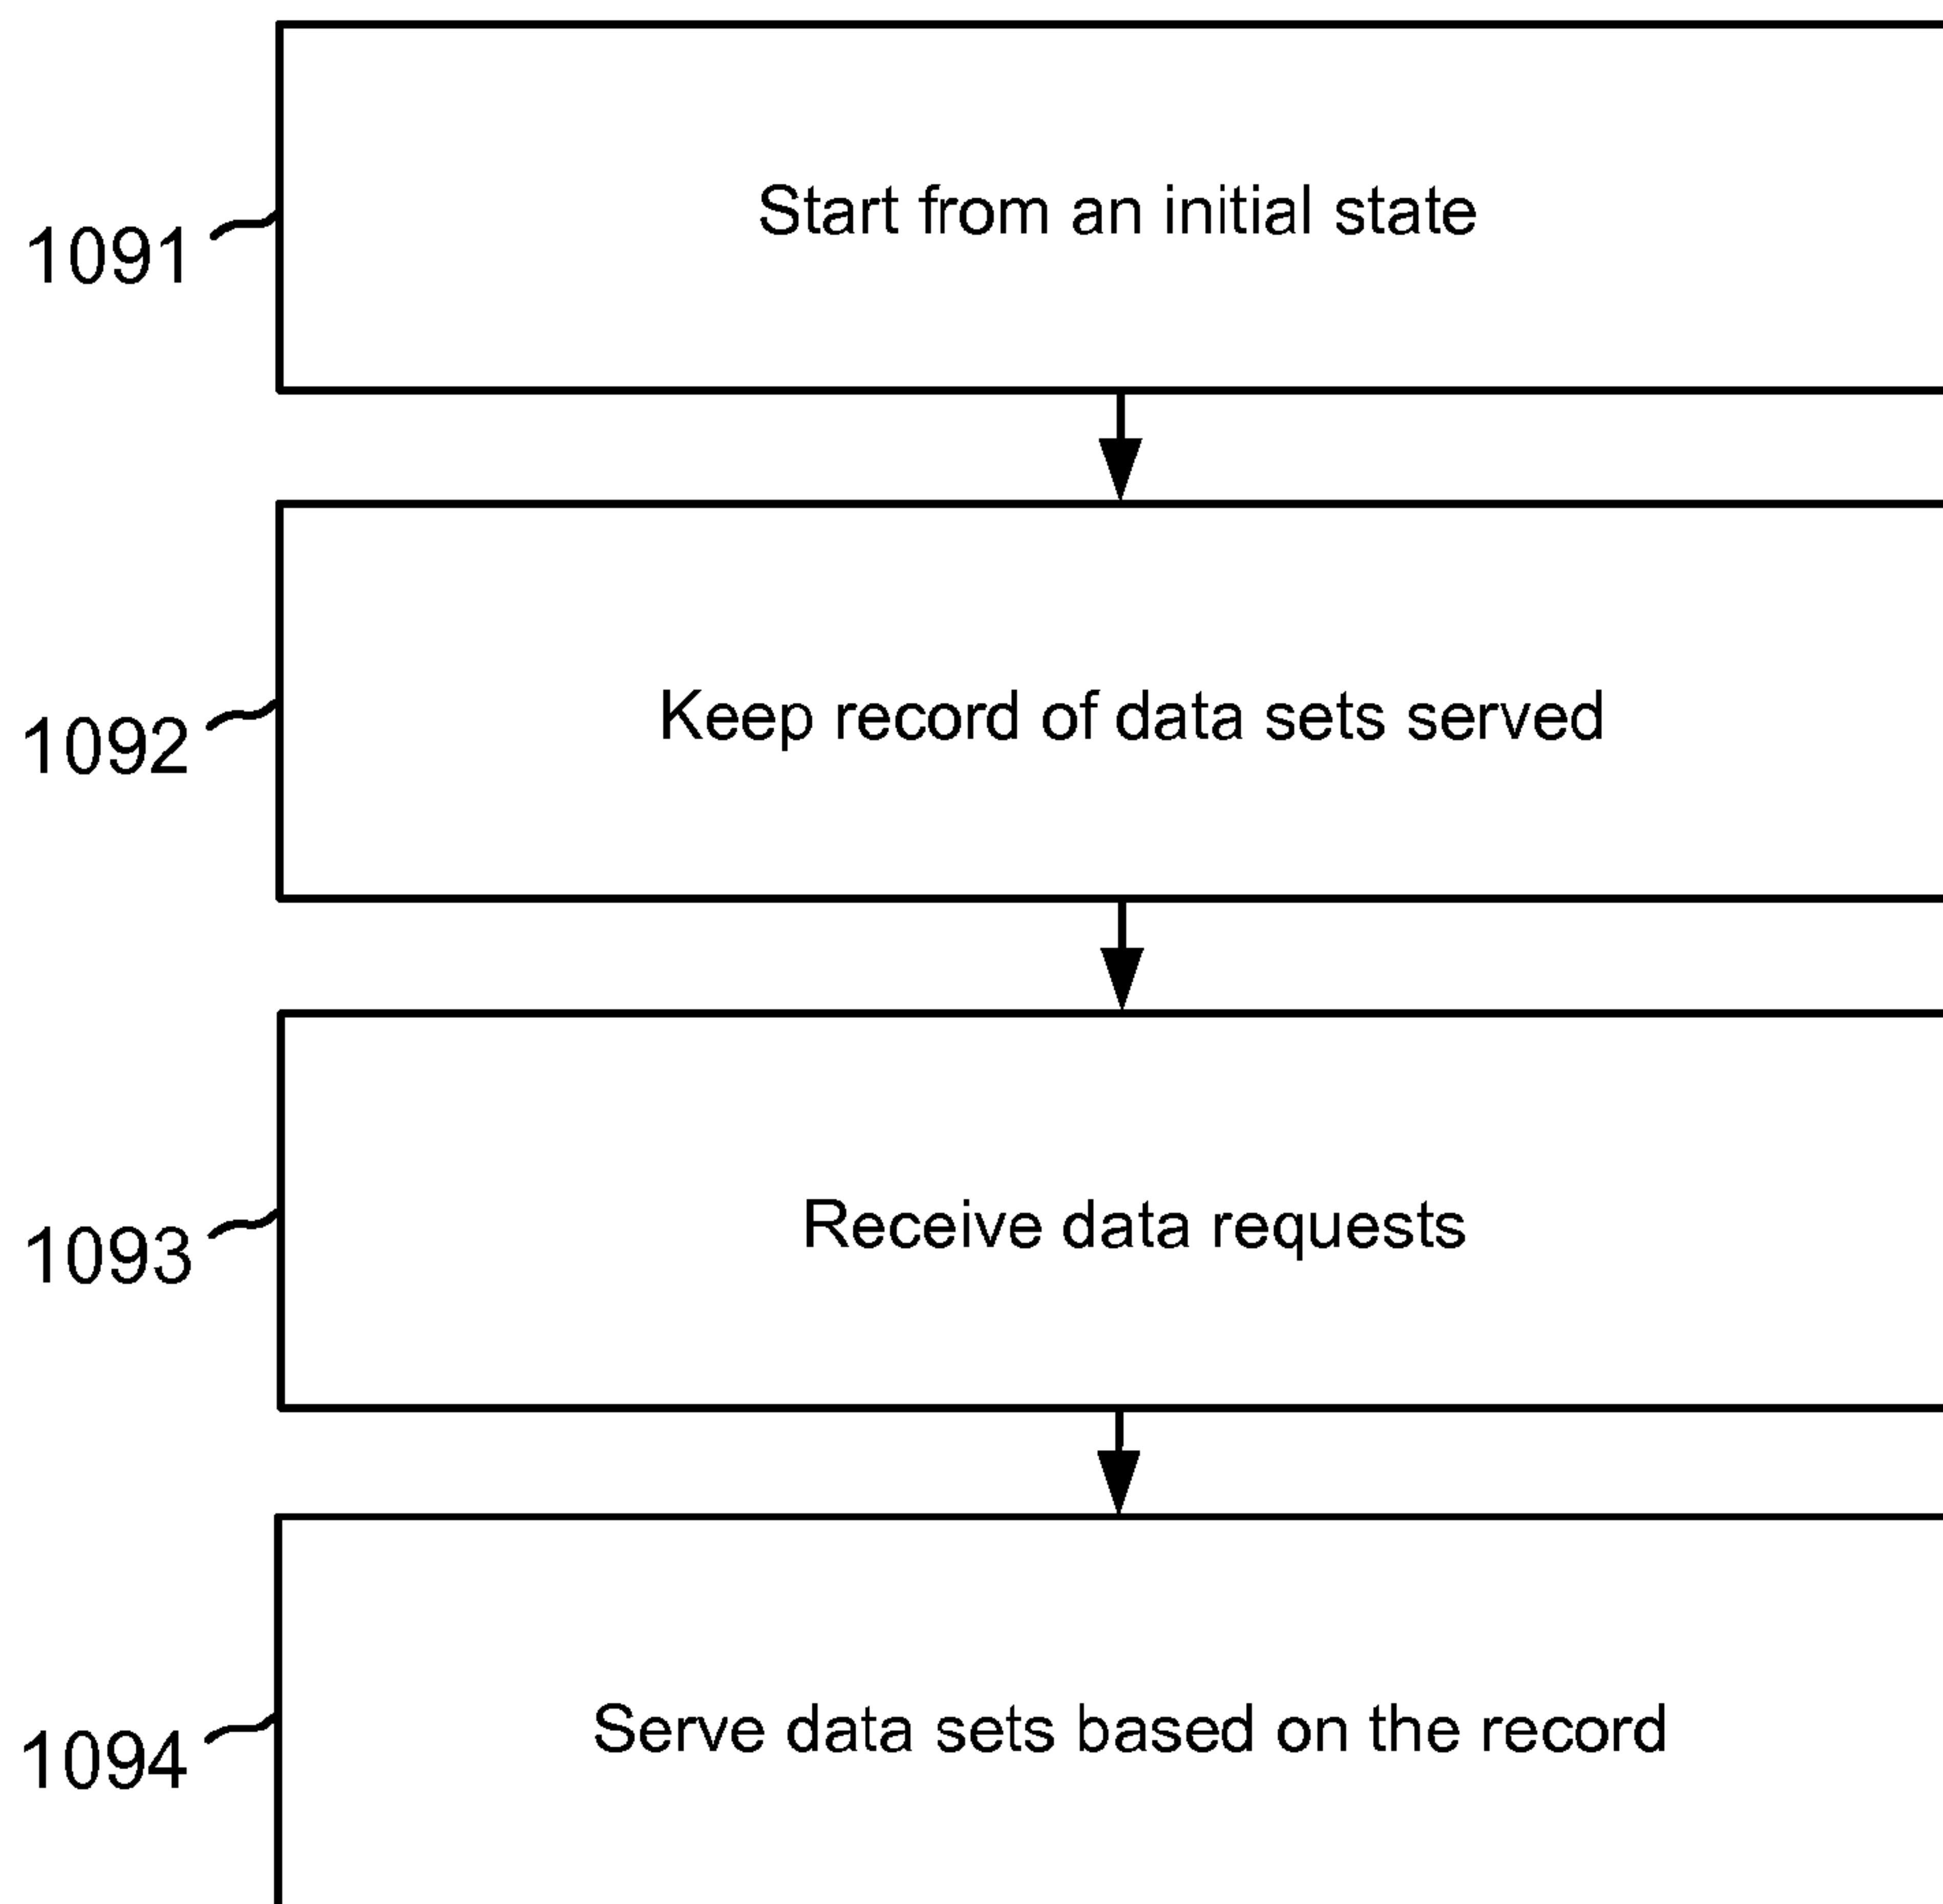 Start from an initial state
1091
Keep record of data sets served
1092
Receive data requests
1093
Serve data sets based on the record
1094